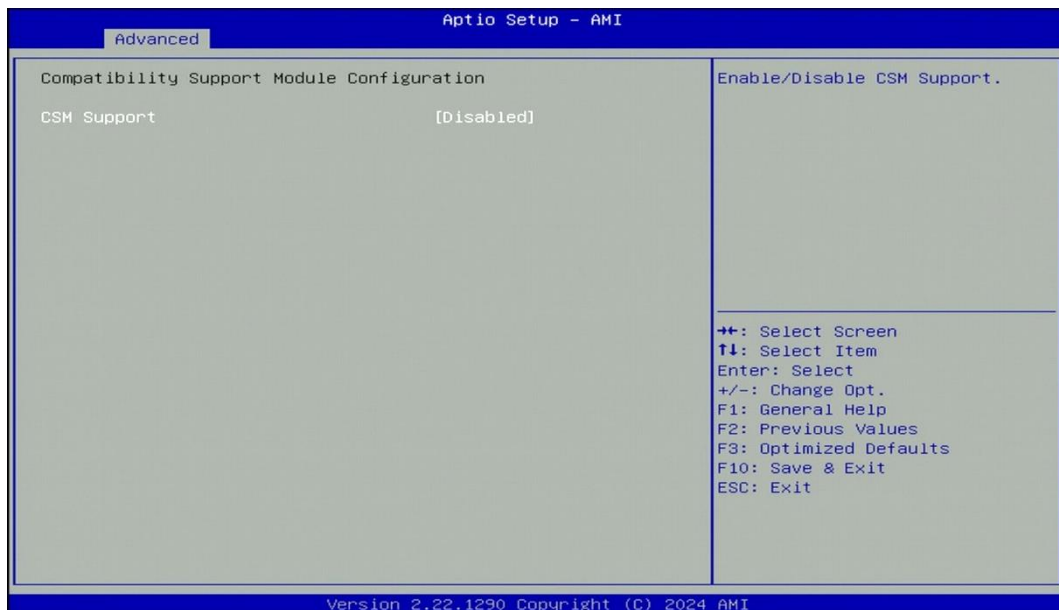 Aptio Setup – AMI
Advanced
Compatibility Support Module Configuration
CSM Support [Disabled]
Enable/Disable CSM Support.
→←: Select Screen
↑↓: Select Item
Enter: Select
+/-: Change Opt.
F1: General Help
F2: Previous Values
F3: Optimized Defaults
F10: Save & Exit
ESC: Exit
Version 2.22.1290 Copyright (C) 2024 AMI